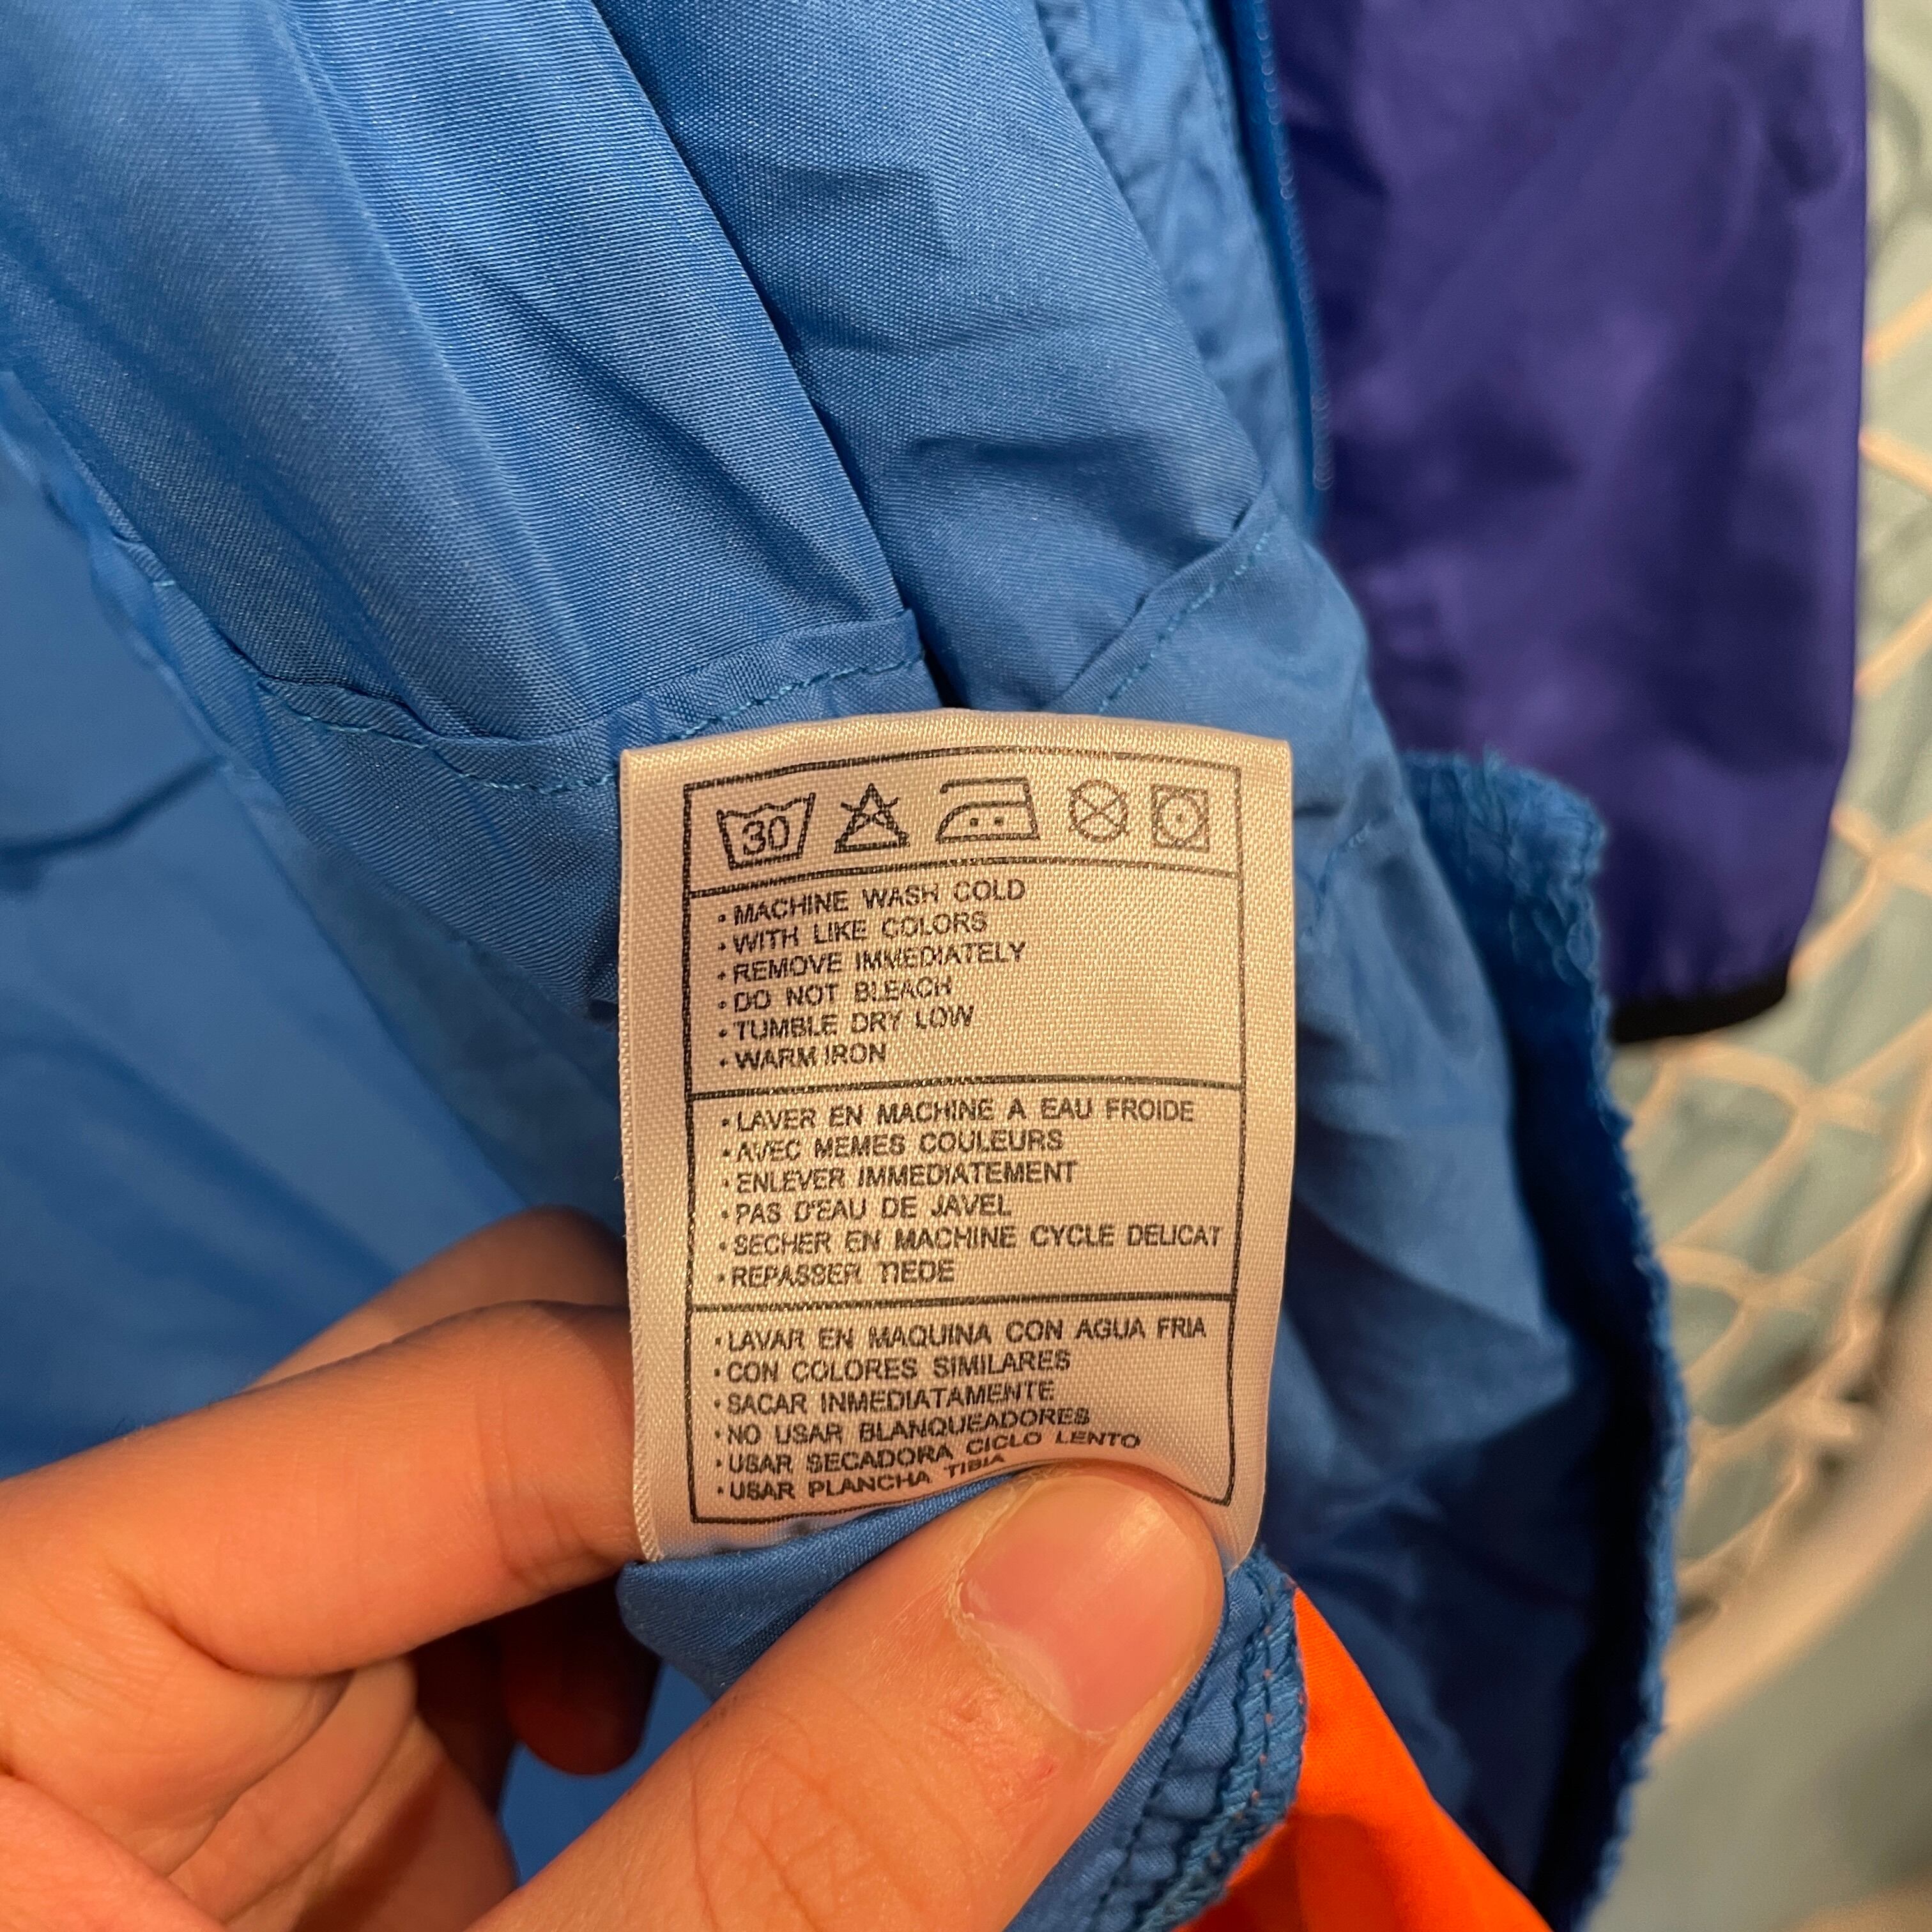 30
• MACHINE WASH COLD
• WITH LIKE COLORS
• REMOVE IMMEDIATELY
• DO NOT BLEACH
• TUMBLE DRY LOW
• WARM IRON
• LAVER EN MACHINE A EAU FROIDE
• AVEC MEMES COULEURS
• ENLEVER IMMEDIATEMENT
• PAS D'EAU DE JAVEL
• SECHER EN MACHINE CYCLE DELICAT
• REPASSER TIEDE
• LAVAR EN MAQUINA CON AGUA FRIA
• CON COLORES SIMILARES
• SACAR INMEDIATAMENTE
• NO USAR BLANQUEADORES
• USAR SECADORA CICLO LENTO
• USAR PLANCHA TIBIA